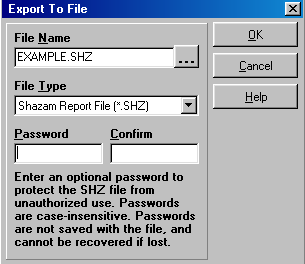 Export To File
File Name
EXAMPLE.SHZ
...
File Type
Shazam Report File (*.SHZ)
Password
Confirm
Enter an optional password to
protect the SHZ file from
unauthorized use. Passwords
are case-insensitive. Passwords
are not saved with the file, and
cannot be recovered if lost.
OK
Cancel
Help